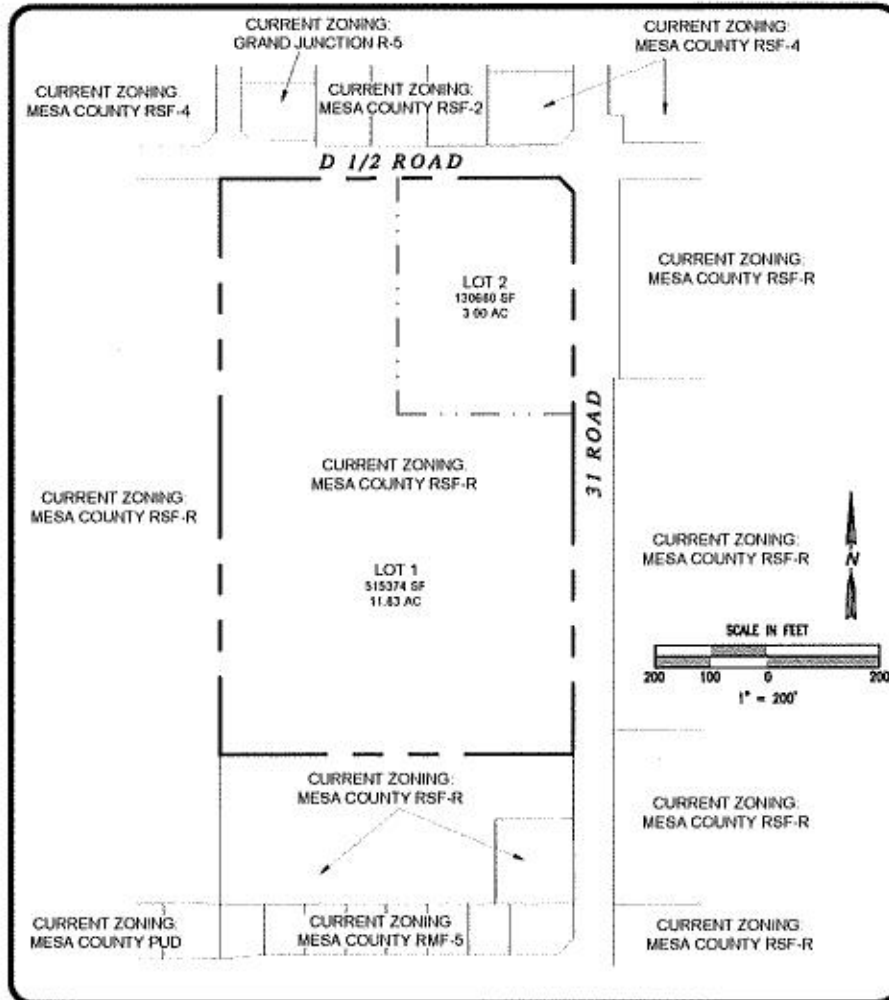 CURRENT ZONING:
GRAND JUNCTION R-5
CURRENT ZONING:
MESA COUNTY RSF-4
CURRENT ZONING:
MESA COUNTY RSF-4
CURRENT ZONING:
MESA COUNTY RSF-2
D 1/2 ROAD
CURRENT ZONING:
MESA COUNTY RSF-R
LOT 2
130680 SF
3.00 AC
31 ROAD
CURRENT ZONING:
MESA COUNTY RSF-R
CURRENT ZONING:
MESA COUNTY RSF-R
CURRENT ZONING:
MESA COUNTY RSF-R
N
LOT 1
515374 SF
11.83 AC
SCALE IN FEET
200 100 0 200
1" = 200'
CURRENT ZONING:
MESA COUNTY RSF-R
CURRENT ZONING:
MESA COUNTY RSF-R
CURRENT ZONING:
MESA COUNTY PUD
CURRENT ZONING
MESA COUNTY RMF-5
CURRENT ZONING:
MESA COUNTY RSF-R